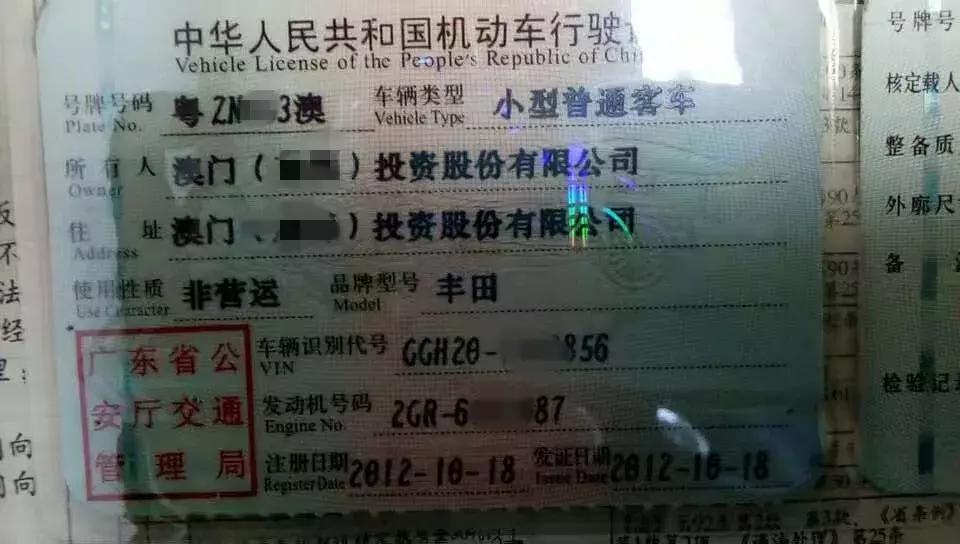 中华人民共和国机动车行驶
Vehicle License of the People's Republic of Chi
号牌号码 粤ZN 3澳 车辆类型 小型普通客车
Plate No. Vehicle Type
所有人 澳门( )投资股份有限公司
Owner
住址 澳门 )投资股份有限公司
Address
使用性质 非营运 品牌型号 丰田
Use Character Model
广东省公
安厅交通
管理局
车辆识别代号 GGH20- 856
VIN
发动机号码 2GR-6 87
Engine No.
注册日期 2012-10-18 发证日期 2012-10-18
Register Date Issue Date
号牌号
核定载人
整备质
外廓尺
备
检验记
不
法
经
向
向